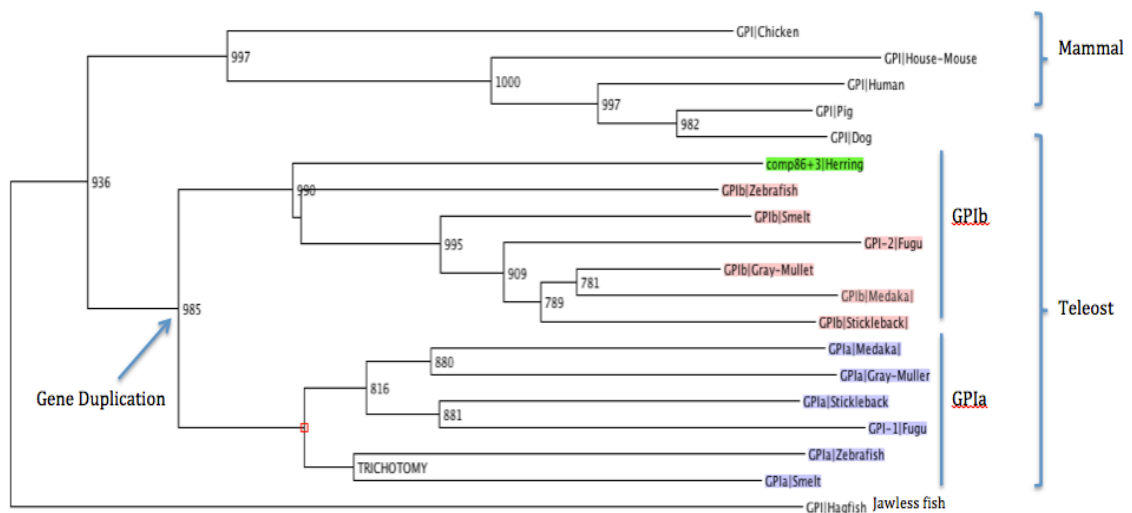 GPI|Chicken
Mammal
997
GPI|House-Mouse
1000
GPI|Human
997
GPI|Pig
982
GPI|Dog
comp86+3|Herring
936
990
GPIb|Zebrafish
GPIb|Smelt
GPIb
995
GPI-2|Fugu
909
GPIb|Gray-Mullet
781
GPIb|Medaka|
789
985
Teleost
GPIb|Stickleback|
GPIa|Medaka|
880
GPIa|Gray-Muller
816
Gene Duplication
GPIa|Stickleback
GPIa
881
GPI-1|Fugu
GPIa|Zebrafish
TRICHOTOMY
GPIa|Smelt
GPI|Hagfish Jawless fish